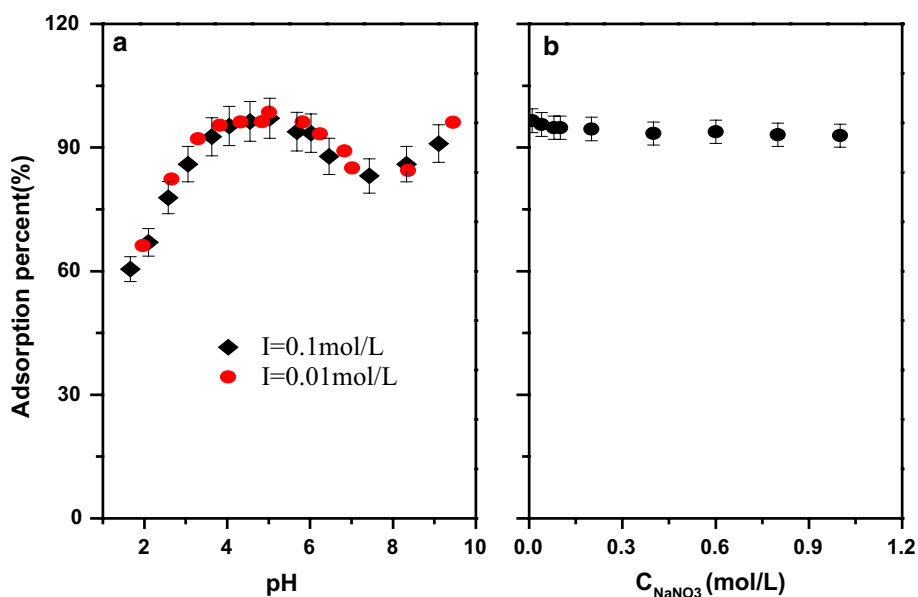 a
b
Adsorption percent(%)
120
90
60
30
0
I=0.1mol/L
I=0.01mol/L
2 4 6 8 10
pH
0.0 0.3 0.6 0.9 1.2
C_NaNO3 (mol/L)